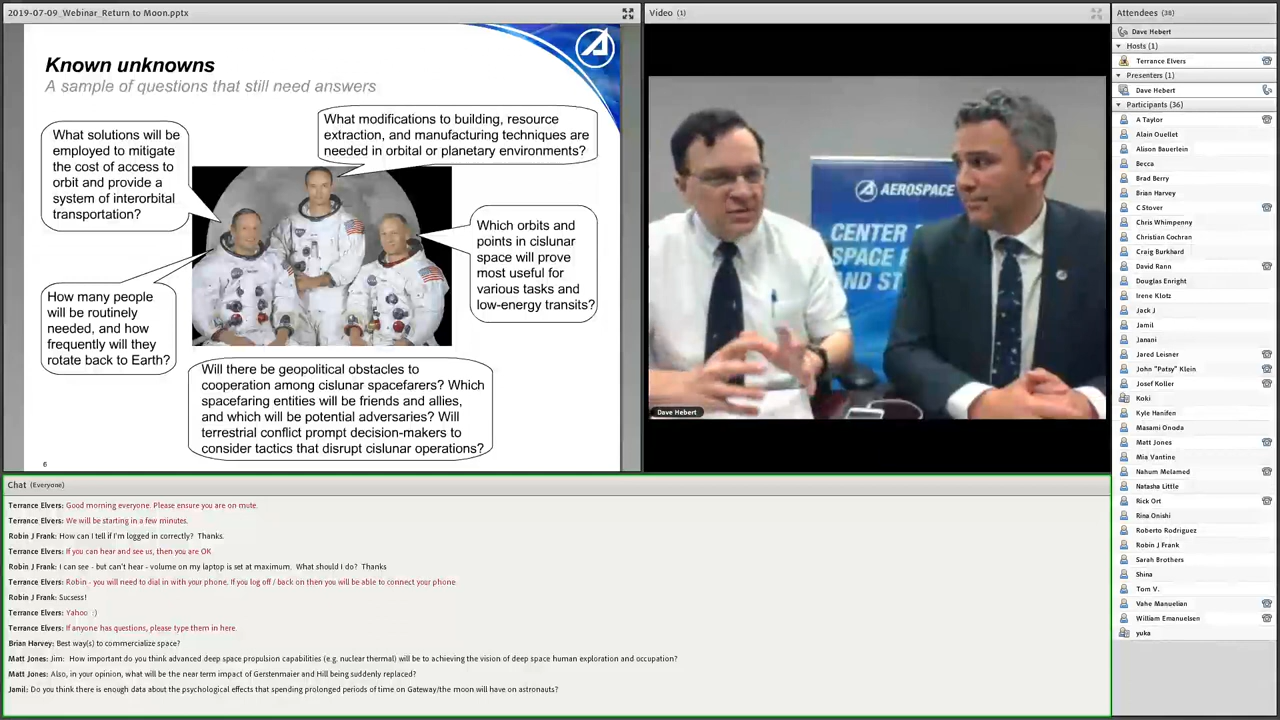 2019-07-09_Webinar_Return to Moon.pptx
Known unknowns
A sample of questions that still need answers
What solutions will be
employed to mitigate
the cost of access to
orbit and provide a
system of interorbital
transportation?
What modifications to building, resource
extraction, and manufacturing techniques are
needed in orbital or planetary environments?
Which orbits and
points in cislunar
space will prove
most useful for
various tasks and
low-energy transits?
How many people
will be routinely
needed, and how
frequently will they
rotate back to Earth?
Will there be geopolitical obstacles to
cooperation among cislunar spacefarers? Which
spacefaring entities will be friends and allies,
and which will be potential adversaries? Will
terrestrial conflict prompt decision-makers to
consider tactics that disrupt cislunar operations?
6
Video (1)
AEROSPACE
CENTER
SPACE P
AND ST
Dave Hebert
Chat (Everyone)
Terrance Elvers: Good morning everyone. Please ensure you are on mute.
Terrance Elvers: We will be starting in a few minutes.
Robin J Frank: How can I tell if I'm logged in correctly? Thanks.
Terrance Elvers: If you can hear and see us, then you are OK
Robin J Frank: I can see - but can't hear - volume on my laptop is set at maximum. What should I do? Thanks
Terrance Elvers: Robin - you will need to dial in with your phone. If you log off / back on then you will be able to connect your phone
Robin J Frank: Sucsess!
Terrance Elvers: Yahoo :)
Terrance Elvers: If anyone has questions, please type them in here.
Brian Harvey: Best way(s) to commercialize space?
Matt Jones: Jim: How important do you think advanced deep space propulsion capabilities (e.g. nuclear thermal) will be to achieving the vision of deep space human exploration and occupation?
Matt Jones: Also, in your opinion, what will be the near term impact of Gerstenmaier and Hill being suddenly replaced?
Jamil: Do you think there is enough data about the psychological effects that spending prolonged periods of time on Gateway/the moon will have on astronauts?
Attendees (38)
Dave Hebert
Hosts (1)
Terrance Elvers
Presenters (1)
Dave Hebert
Participants (36)
A Taylor
Alain Ouellet
Alison Bauerlein
Becca
Brad Berry
Brian Harvey
C Stover
Chris Whimpenny
Christian Cochran
Craig Burkhard
David Rann
Douglas Enright
Irene Klotz
Jack J
Jamil
Janani
Jared Leisner
John "Patsy" Klein
Josef Koller
Koki
Kyle Hanifen
Masami Onoda
Matt Jones
Mia Vantine
Nahum Melamed
Natasha Little
Rick Ort
Rina Onishi
Roberto Rodriguez
Robin J Frank
Sarah Brothers
Shina
Tom V.
Vahe Manuelian
William Emanuelsen
yuka